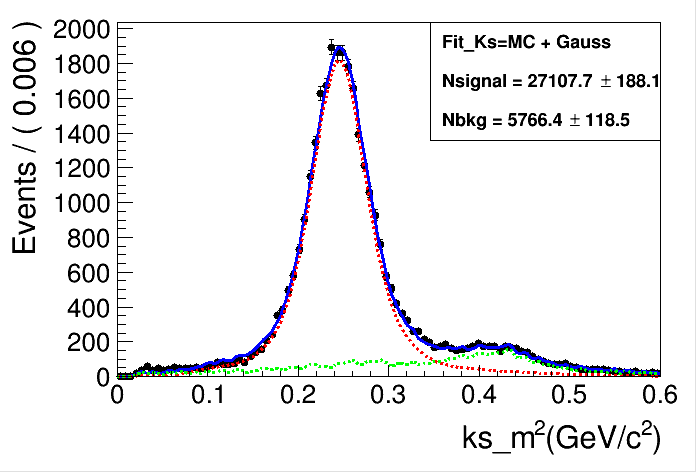 Fit_Ks=MC + Gauss
Nsignal = 27107.7 ± 188.1
Nbkg = 5766.4 ± 118.5
Events / ( 0.006 )
2000
1800
1600
1400
1200
1000
800
600
400
200
0
0 0.1 0.2 0.3 0.4 0.5 0.6
ks_m²(GeV/c²)